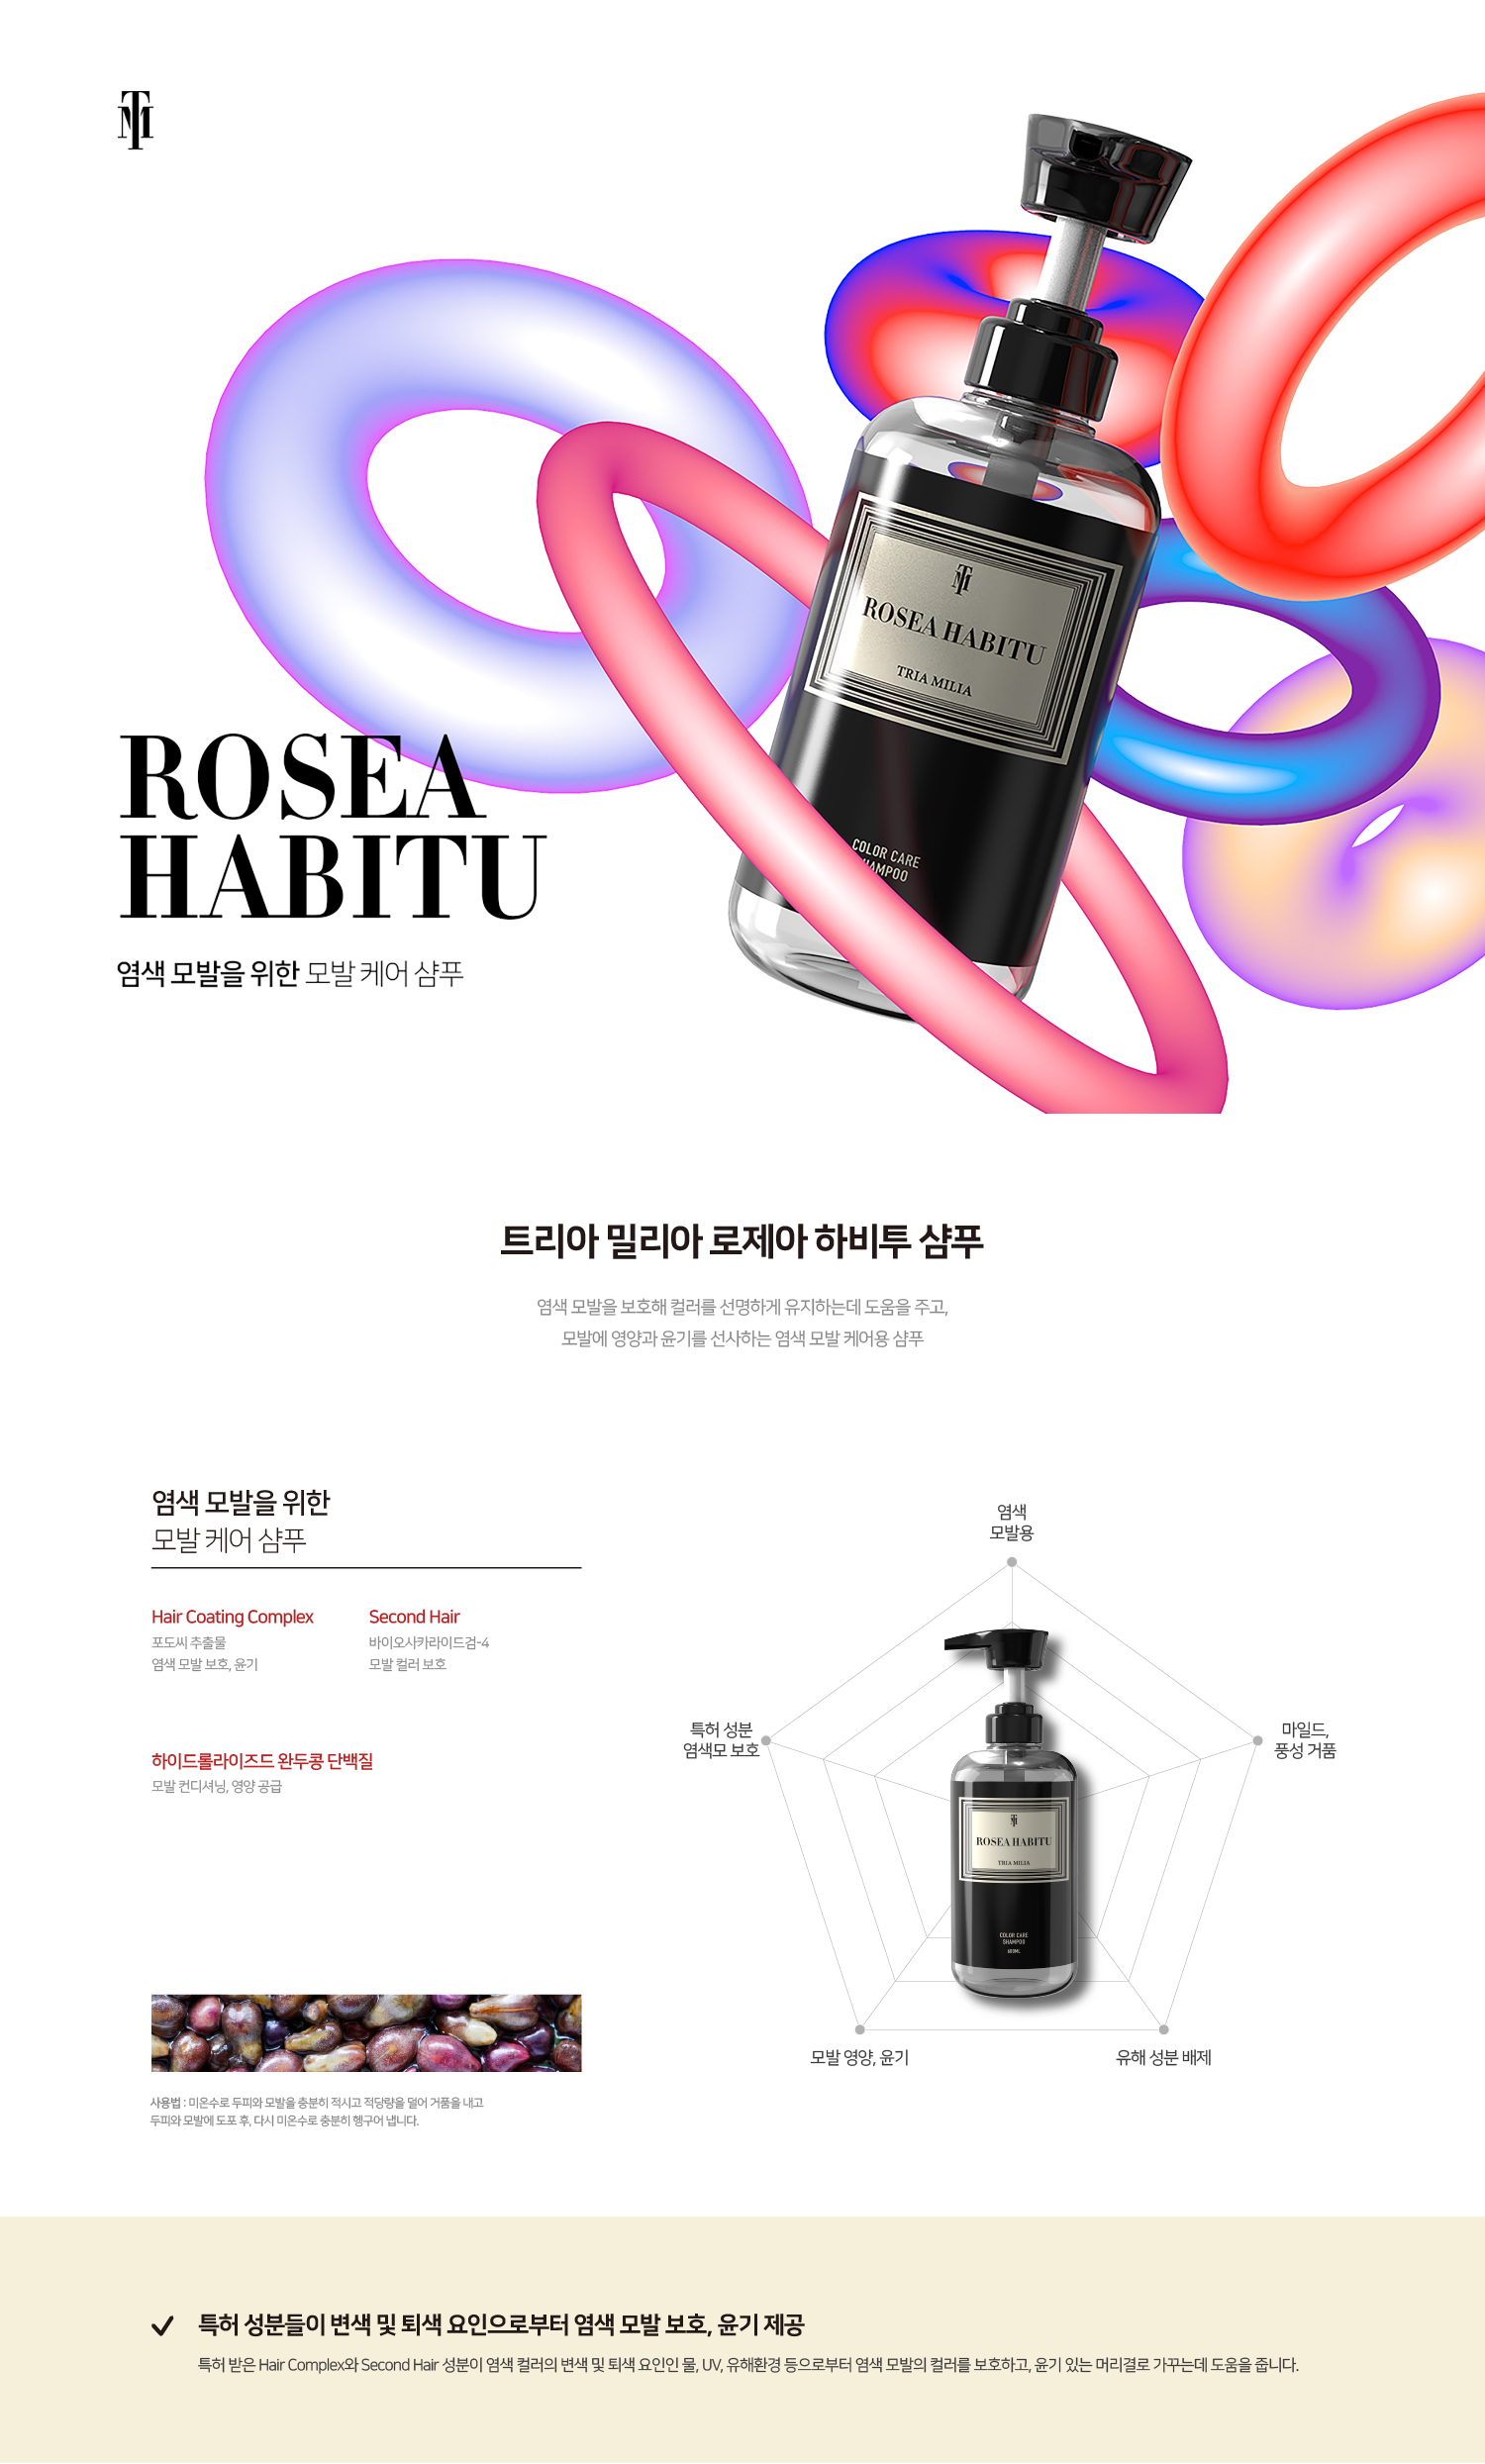 TM
ROSEA HABITU
TRIA MILIA
COLOR CARE
ROSEA
HABITU
염색 모발을 위한 모발 케어 샴푸
트리아 밀리아 로제아 하비투 샴푸
염색 모발을 보호해 컬러를 선명하게 유지하는데 도움을 주고,
모발에 영양과 윤기를 선사하는 염색 모발 케어용 샴푸
염색 모발을 위한
모발 케어 샴푸
Hair Coating Complex
포도씨 추출물
염색 모발 보호, 윤기
Second Hair
바이오사카라이드검-4
모발 컬러 보호
하이드롤라이즈드 완두콩 단백질
모발 컨디셔닝, 영양 공급
사용법 : 미온수로 두피와 모발을 충분히 적시고 적당량을 덜어 거품을 내고
두피와 모발에 도포 후, 다시 미온수로 충분히 헹구어 냅니다.
염색
모발용
특허 성분
염색모 보호
마일드,
풍성 거품
TM
ROSEA HABITU
TRIA MILIA
COLOR CARE
SHAMPOO
모발 영양, 윤기
유해 성분 배제
특허 성분들이 변색 및 퇴색 요인으로부터 염색 모발 보호, 윤기 제공
특허 받은 Hair Complex와 Second Hair 성분이 염색 컬러의 변색 및 퇴색 요인인 물, UV, 유해환경 등으로부터 염색 모발의 컬러를 보호하고, 윤기 있는 머리결로 가꾸는데 도움을 줍니다.